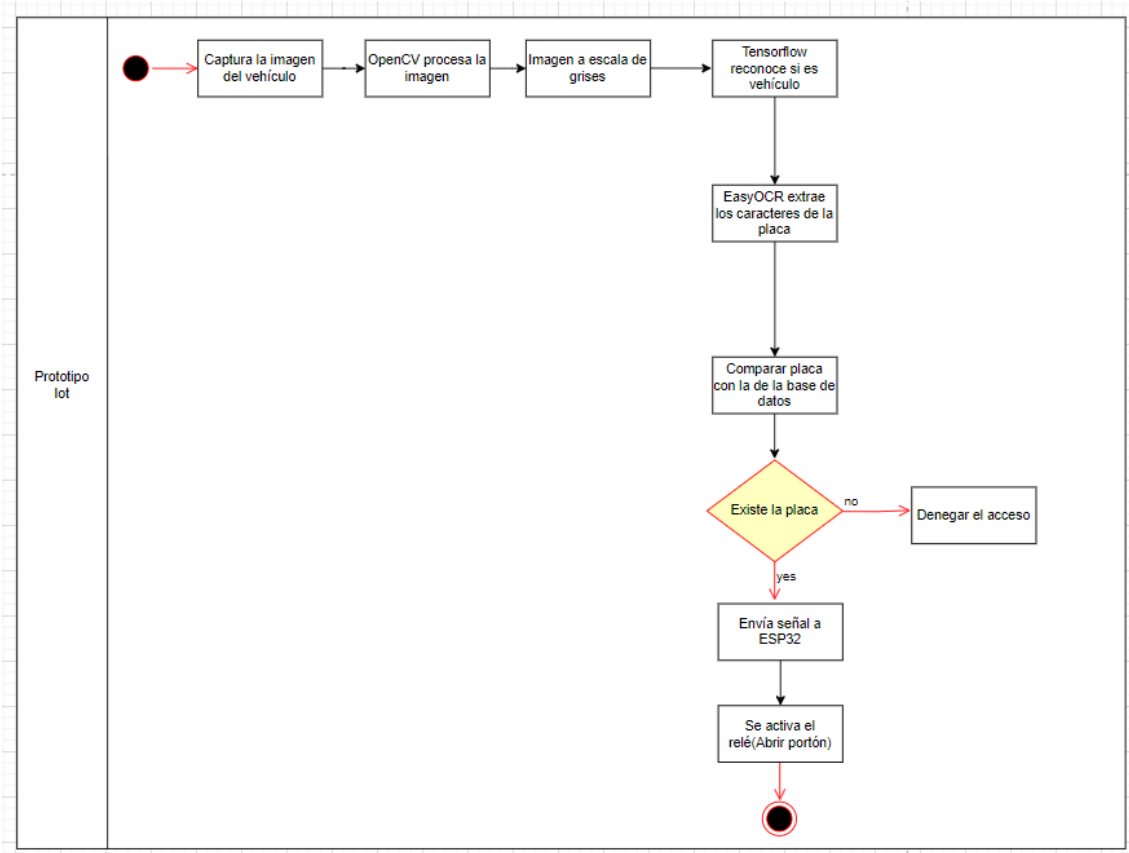 Captura la imagen
del vehículo
OpenCV procesa la
imagen
Imagen a escala de
grises
Tensorflow
reconoce si es
vehículo
EasyOCR extrae
los caracteres de la
placa
Prototipo
Iot
Comparar placa
con la de la base de
datos
Existe la placa
no
Denegar el acceso
yes
Envía señal a
ESP32
Se activa el
relé(Abrir portón)